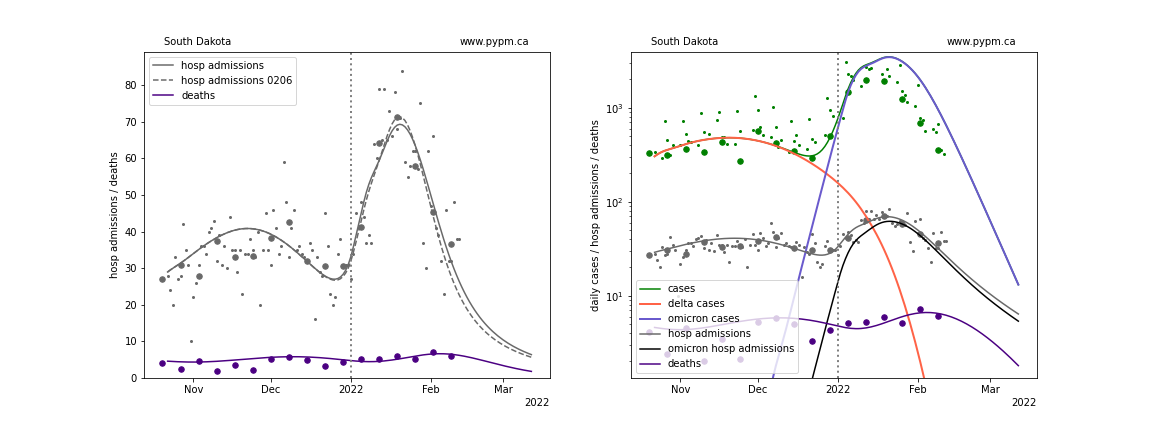 South Dakota
www.pypm.ca
hosp admissions
hosp admissions 0206
deaths
hosp admissions / deaths
80
70
60
50
40
30
20
10
0
Nov
Dec
2022
Feb
Mar
2022
South Dakota
www.pypm.ca
daily cases / hosp admissions / deaths
10³
10²
10¹
cases
delta cases
omicron cases
hosp admissions
omicron hosp admissions
deaths
Nov
Dec
2022
Feb
Mar
2022